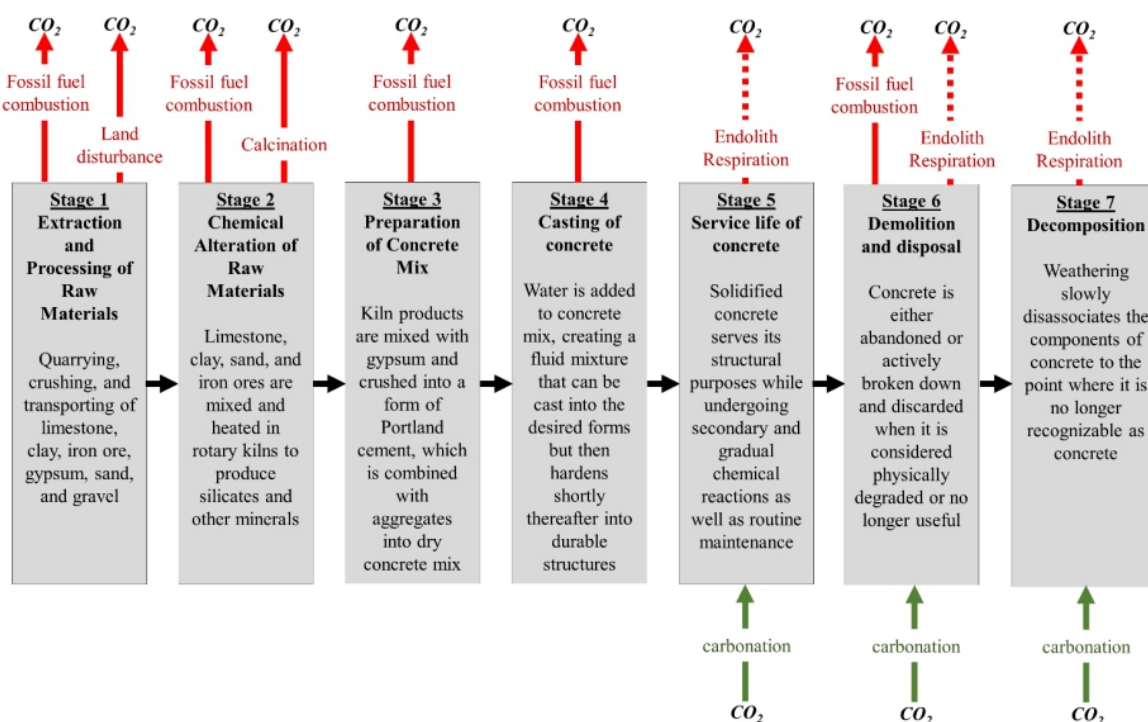 CO2 CO2 CO2 CO2 CO2 CO2 CO2 CO2 CO2 CO2
Fossil fuel
combustion
Land
disturbance
Fossil fuel
combustion
Calcination
Fossil fuel
combustion
Fossil fuel
combustion
Endolith
Respiration
Fossil fuel
combustion
Endolith
Respiration
Endolith
Respiration
Stage 1
Extraction
and
Processing of
Raw
Materials
Quarrying,
crushing, and
transporting of
limestone,
clay, iron ore,
gypsum, sand,
and gravel
Stage 2
Chemical
Alteration of
Raw
Materials
Limestone,
clay, sand, and
iron ores are
mixed and
heated in
rotary kilns to
produce
silicates and
other minerals
Stage 3
Preparation
of Concrete
Mix
Kiln products
are mixed with
gypsum and
crushed into a
form of
Portland
cement, which
is combined
with
aggregates
into dry
concrete mix
Stage 4
Casting of
concrete
Water is added
to concrete
mix, creating a
fluid mixture
that can be
cast into the
desired forms
but then
hardens
shortly
thereafter into
durable
structures
Stage 5
Service life of
concrete
Solidified
concrete
serves its
structural
purposes while
undergoing
secondary and
gradual
chemical
reactions as
well as routine
maintenance
Stage 6
Demolition
and disposal
Concrete is
either
abandoned or
actively
broken down
and discarded
when it is
considered
physically
degraded or no
longer useful
Stage 7
Decomposition
Weathering
slowly
disassociates the
components of
concrete to the
point where it is
no longer
recognizable as
concrete
carbonation
CO2
carbonation
CO2
carbonation
CO2